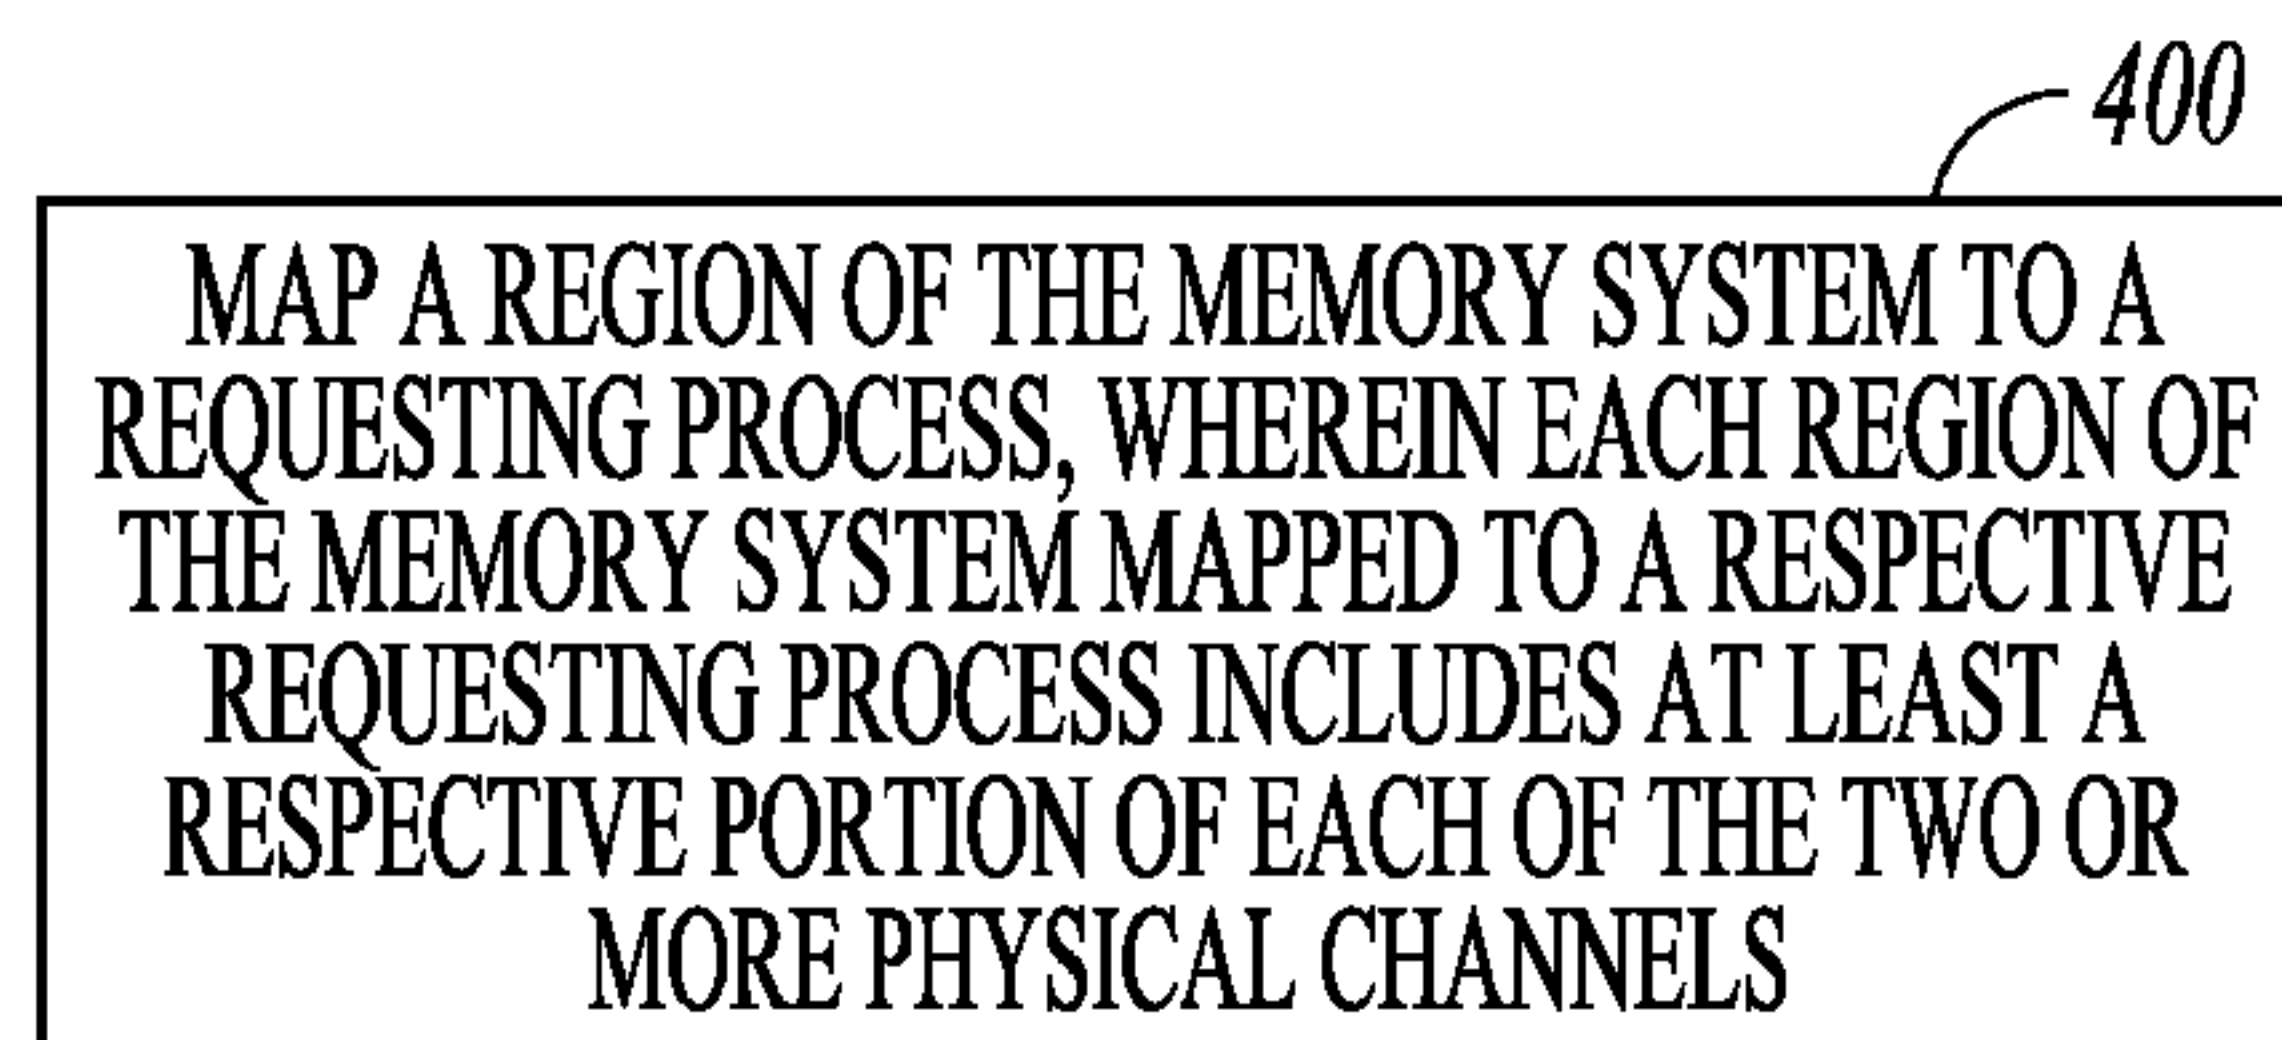 400
MAP A REGION OF THE MEMORY SYSTEM TO A
REQUESTING PROCESS, WHEREIN EACH REGION OF
THE MEMORY SYSTEM MAPPED TO A RESPECTIVE
REQUESTING PROCESS INCLUDES AT LEAST A
RESPECTIVE PORTION OF EACH OF THE TWO OR
MORE PHYSICAL CHANNELS